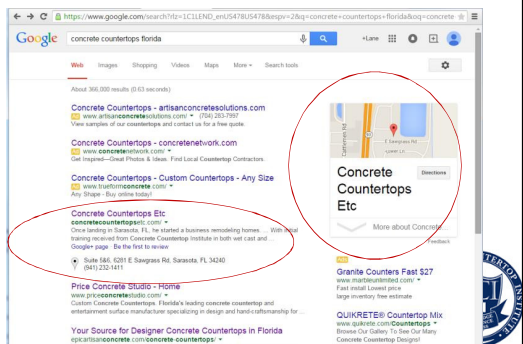 https://www.google.com/search?rlz=1C1LEND_enUS478US478&espv=2&q=concrete+countertops+florida&oq=concrete
Google
concrete countertops florida
+Lane
Web Images Shopping Videos Maps More Search tools
About 366,000 results (0.63 seconds)
Concrete Countertops - artisanconcretesolutions.com
Ad www.artisanconcretesolutions.com/ (704) 283-7997
View samples of our countertops and contact us for a free quote.
Concrete Countertops - concretenetwork.com
Ad www.concretenetwork.com/
Get Inspired—Great Photos & Ideas. Find Local Countertop Contractors.
Concrete Countertops - Custom Countertops - Any Size
Ad www.trueformconcrete.com/
Any Shape - Buy online today!
Concrete Countertops Etc
concretecountertopsetc.com/
Once landing in Sarasota, FL, he started a business remodeling homes. ... With initial
training received from Concrete Countertop Institute in both wet cast and ...
Google+ page · Be the first to review
Suite 5&6, 6281 E Sawgrass Rd, Sarasota, FL 34240
(941) 232-1411
Price Concrete Studio - Home
www.priceconcretestudio.com/
Custom Concrete Countertops. Florida's leading concrete countertop and
entertainment surface manufacturer specializing in design and hand-craftsmanship for ...
Your Source for Designer Concrete Countertops in Florida
epicartisanconcrete.com/concrete-countertops/
E Sawgrass Rd
Concrete
Countertops
Etc
Directions
More about Concrete...
Feedback
Ads
Granite Counters Fast $27
www.marbleunlimited.com/
Fast install Lowest price
large inventory free estimate
QUIKRETE® Countertop Mix
www.quikrete.com/Countertops
Browse Our Gallery To See Our Many
Concrete Countertop Designs!